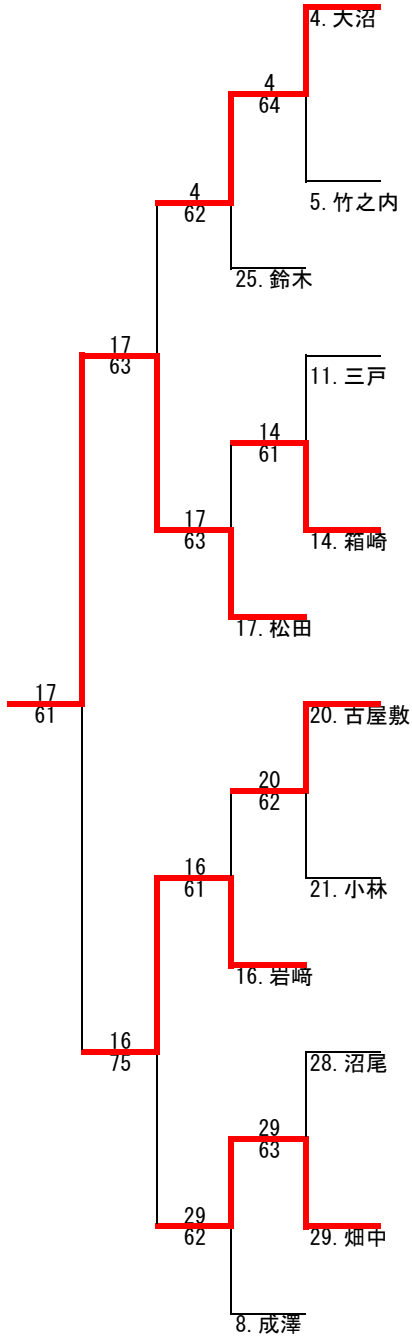 4.大沼
4
64
5.竹之内
4
62
25.鈴木
17
63
11.三戸
14
61
14.箱崎
17
63
17.松田
17
61
20.古屋敷
20
62
21.小林
16
61
16.岩﨑
16
75
28.沼尾
29
63
29.畑中
29
62
8.成澤